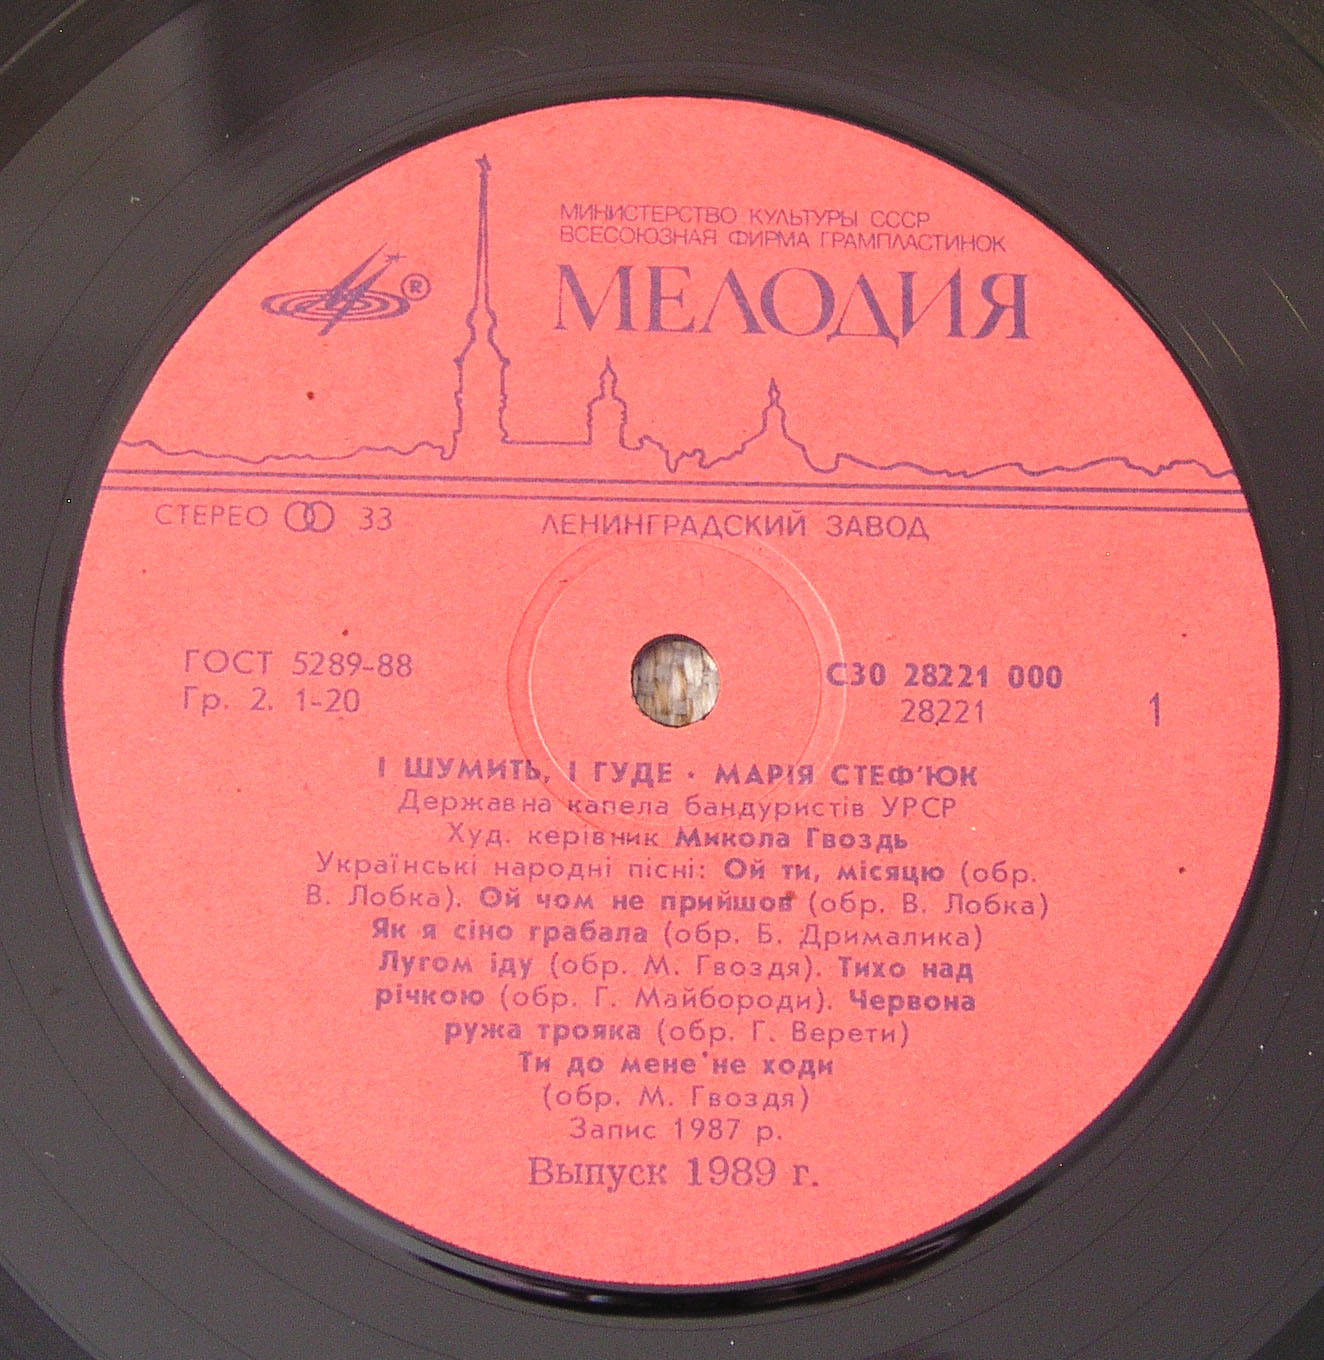 МИНИСТЕРСТВО КУЛЬТУРЫ СССР
ВСЕСОЮЗНАЯ ФИРМА ГРАМПЛАСТИНОК
МЕЛОДИЯ
®
СТЕРЕО 33
ЛЕНИНГРАДСКИЙ ЗАВОД
ГОСТ 5289-88
Гр. 2. 1-20
С30 28221 000
28221
1
І ШУМИТЬ, І ГУДЕ · МАРІЯ СТЕФ'ЮК
Державна капела бандуристів УРСР
Худ. керівник Микола Гвоздь
Українські народні пісні: Ой ти, місяцю (обр.
В. Лобка). Ой чом не прийшов (обр. В. Лобка)
Як я сіно грабала (обр. Б. Дрималика)
Лугом іду (обр. М. Гвоздя). Тихо над
річкою (обр. Г. Майбороди). Червона
ружа трояка (обр. Г. Верети)
Ти до мене не ходи
(обр. М. Гвоздя)
Запис 1987 р.
Выпуск 1989 г.